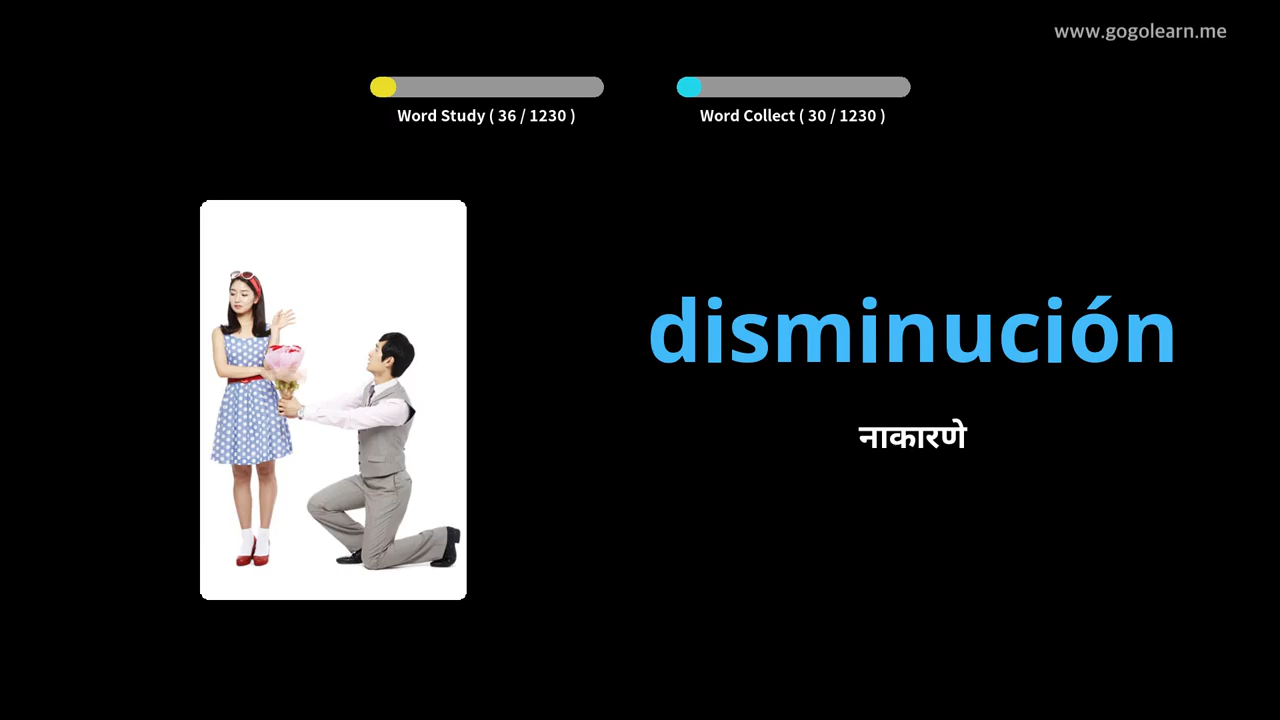 www.gogolearn.me
Word Study ( 36 / 1230 )
Word Collect ( 30 / 1230 )
disminución
नाकारणे